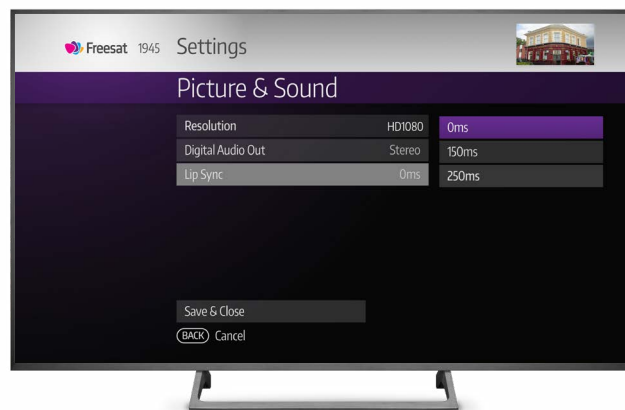 Freesat 1945 Settings
Picture & Sound
Resolution HD1080 0ms
Digital Audio Out Stereo 150ms
Lip Sync 0ms 250ms
Save & Close
BACK Cancel